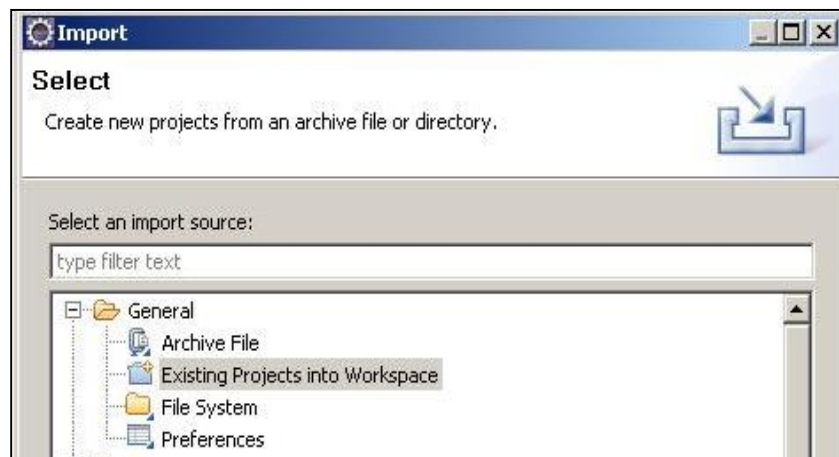 Import
Select
Create new projects from an archive file or directory.
Select an import source:
type filter text
General
Archive File
Existing Projects into Workspace
File System
Preferences